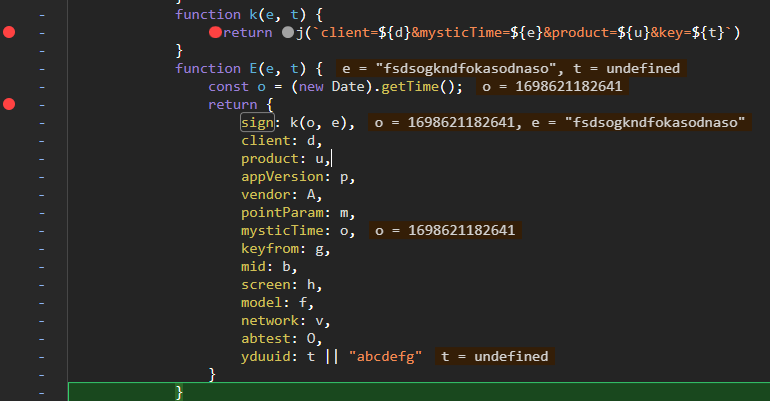 function k(e, t) {
return j(`client=${d}&mysticTime=${e}&product=${u}&key=${t}`)
}
function E(e, t) { e = "fsdsogkndfokasodnaso", t = undefined
const o = (new Date).getTime(); o = 1698621182641
return {
sign: k(o, e), o = 1698621182641, e = "fsdsogkndfokasodnaso"
client: d,
product: u,
appVersion: p,
vendor: A,
pointParam: m,
mysticTime: o, o = 1698621182641
keyfrom: g,
mid: b,
screen: h,
model: f,
network: v,
abtest: O,
yduuid: t || "abcdefg" t = undefined
}
}